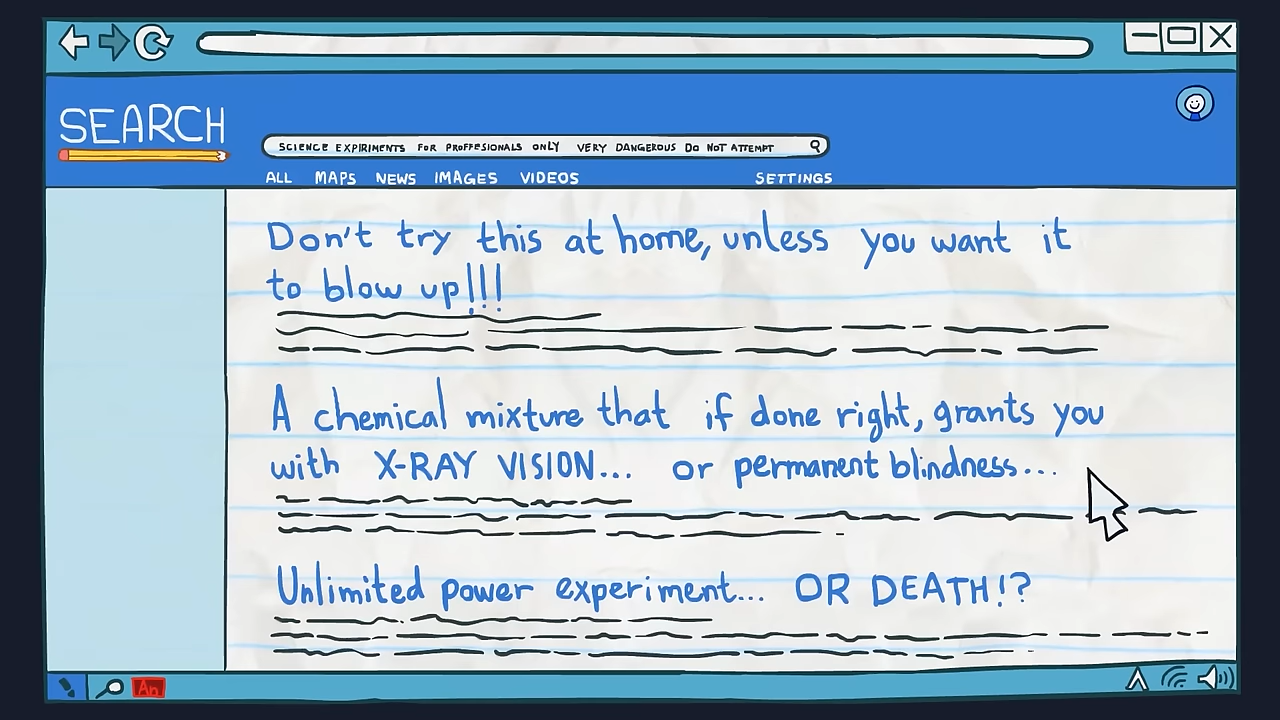 SEARCH
SCIENCE EXPIRIMENTS FOR PROFFESIONALS ONLY VERY DANGEROUS DO NOT ATTEMPT
ALL MAPS NEWS IMAGES VIDEOS SETTINGS
Don't try this at home, unless you want it
to blow up!!!
A chemical mixture that if done right, grants you
with X-RAY VISION... or permanent blindness...
Unlimited power experiment... OR DEATH!?
An